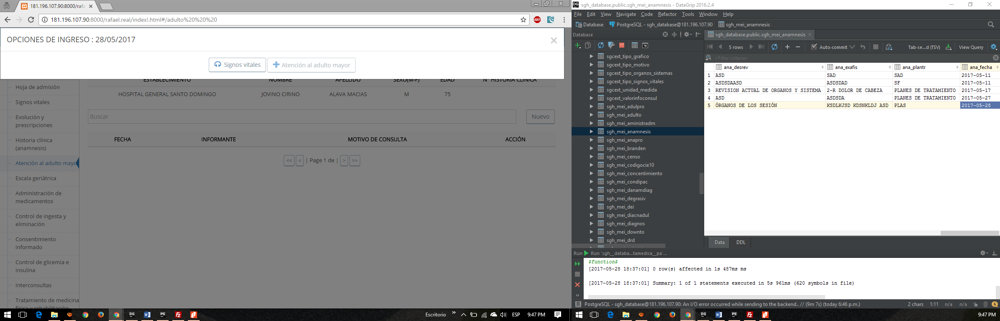 181.196.107.90:8000/rafa
181.196.107.90:8000/rafael.real/index!.html#/adulto%20%20%20
ABP
OPCIONES DE INGRESO : 28/05/2017
Signos vitales
Atención al adulto mayor
ESTABLECIMIENTO NOMBRE APELLIDO SEXO(M-F) EDAD N° HISTORIA CLINICA
HOSPITAL GENERAL SANTO DOMINGO JOVINO CIRINO ALAVA MACIAS M 75
Buscar
Nuevo
FECHA INFORMANTE MOTIVO DE CONSULTA ACCIÓN
<< < | Page 1 de | > >>
Hoja de admisión
Signos vitales
Evolución y
prescripciones
Historia clínica
(anamnesis)
Atención al adulto mayo
Escala geriátrica
Administración de
medicamentos
Control de ingesta y
eliminación
Consentimiento
informado
Control de glicemia e
insulina
Interconsultas
Tratamiento de medicina
física y rehabilitación
Escritorio
ESP
9:47 PM
sgh_database.public.sgh_mei_anamnesis - DataGrip 2016.2.4
File Edit View Navigate Code Refactor Tools Window Help
Database PostgreSQL - sgh_database@181.196.107.90 sgh_mei_anamnesis
Database
sgh_database.public.sgh_mei_anamnesis
5 rows
Auto-commit
Tab-se...d (TSV)
View Query
<Filter criteria>
sgcext_tipo_grafico
sgcext_tipo_motivo
sgcext_tipo_organos_sistemas
sgcext_tipo_signos_vitales
sgcext_unidad_medida
sgcext_valorinfoconsul
sgh_mei_adulpro
sgh_mei_adulto
sgh_mei_aministradm
sgh_mei_anamnesis
sgh_mei_anapro
sgh_mei_branden
sgh_mei_censo
sgh_mei_codigocie10
sgh_mei_concentimiento
sgh_mei_condipac
sgh_mei_danamdiag
sgh_mei_degrasiv
sgh_mei_dei
sgh_mei_diacnadul
sgh_mei_diagnos
sgh_mei_downto
sgh_mei_drd
ana_desrev ana_exafis ana_plantr ana_fecha
1 ASD SAD SAD 2017-05-11
2 ASDSDAASD ASDSDAD SF 2017-05-11
3 REVISION ACTUAL DE ORGANOS Y SISTEMA 2-R DOLOR DE CABEZA PLANES DE TRATAMIENTO 2017-05-17
4 ASD ASDSDA PLANES DE TRATAMIENTO 2017-05-27
5 ÓRGANOS DE LOS SESIÓN KSDLKJSD KDSNKLDJ ASD PLAS 2017-05-28
Data DDL
Run Run 'sgh__databa...tamedica__pa'...
$function$
[2017-05-28 18:37:01] 0 row(s) affected in 1s 487ms ms
[2017-05-28 18:37:01] Summary: 1 of 1 statements executed in 5s 961ms (620 symbols in file)
PostgreSQL - sgh_database@181.196.107.90: An I/O error occurred while sending to the backend.. // (9m 7s) (today 6:46 p.m.)
2 chars 1:11 n/a n/a 6
9:47 PM